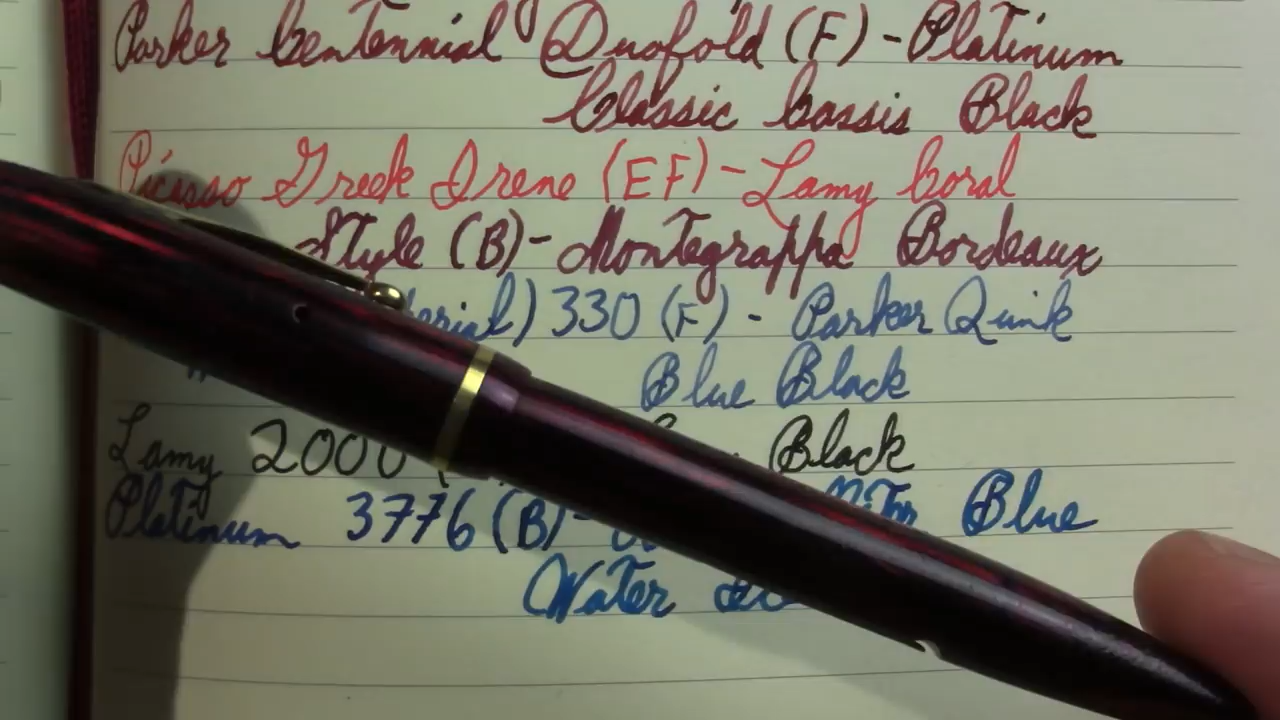 Parker Centennial Duofold (F) - Platinum
Classic Cassis Black
Picasso Greek Irene (EF) - Lamy Coral
Style (B) - Montegrappa Bordeaux
330 (F) - Parker Quink
Blue Black
Lamy 2000 Black
Platinum 3776 (B) - Blue
Water